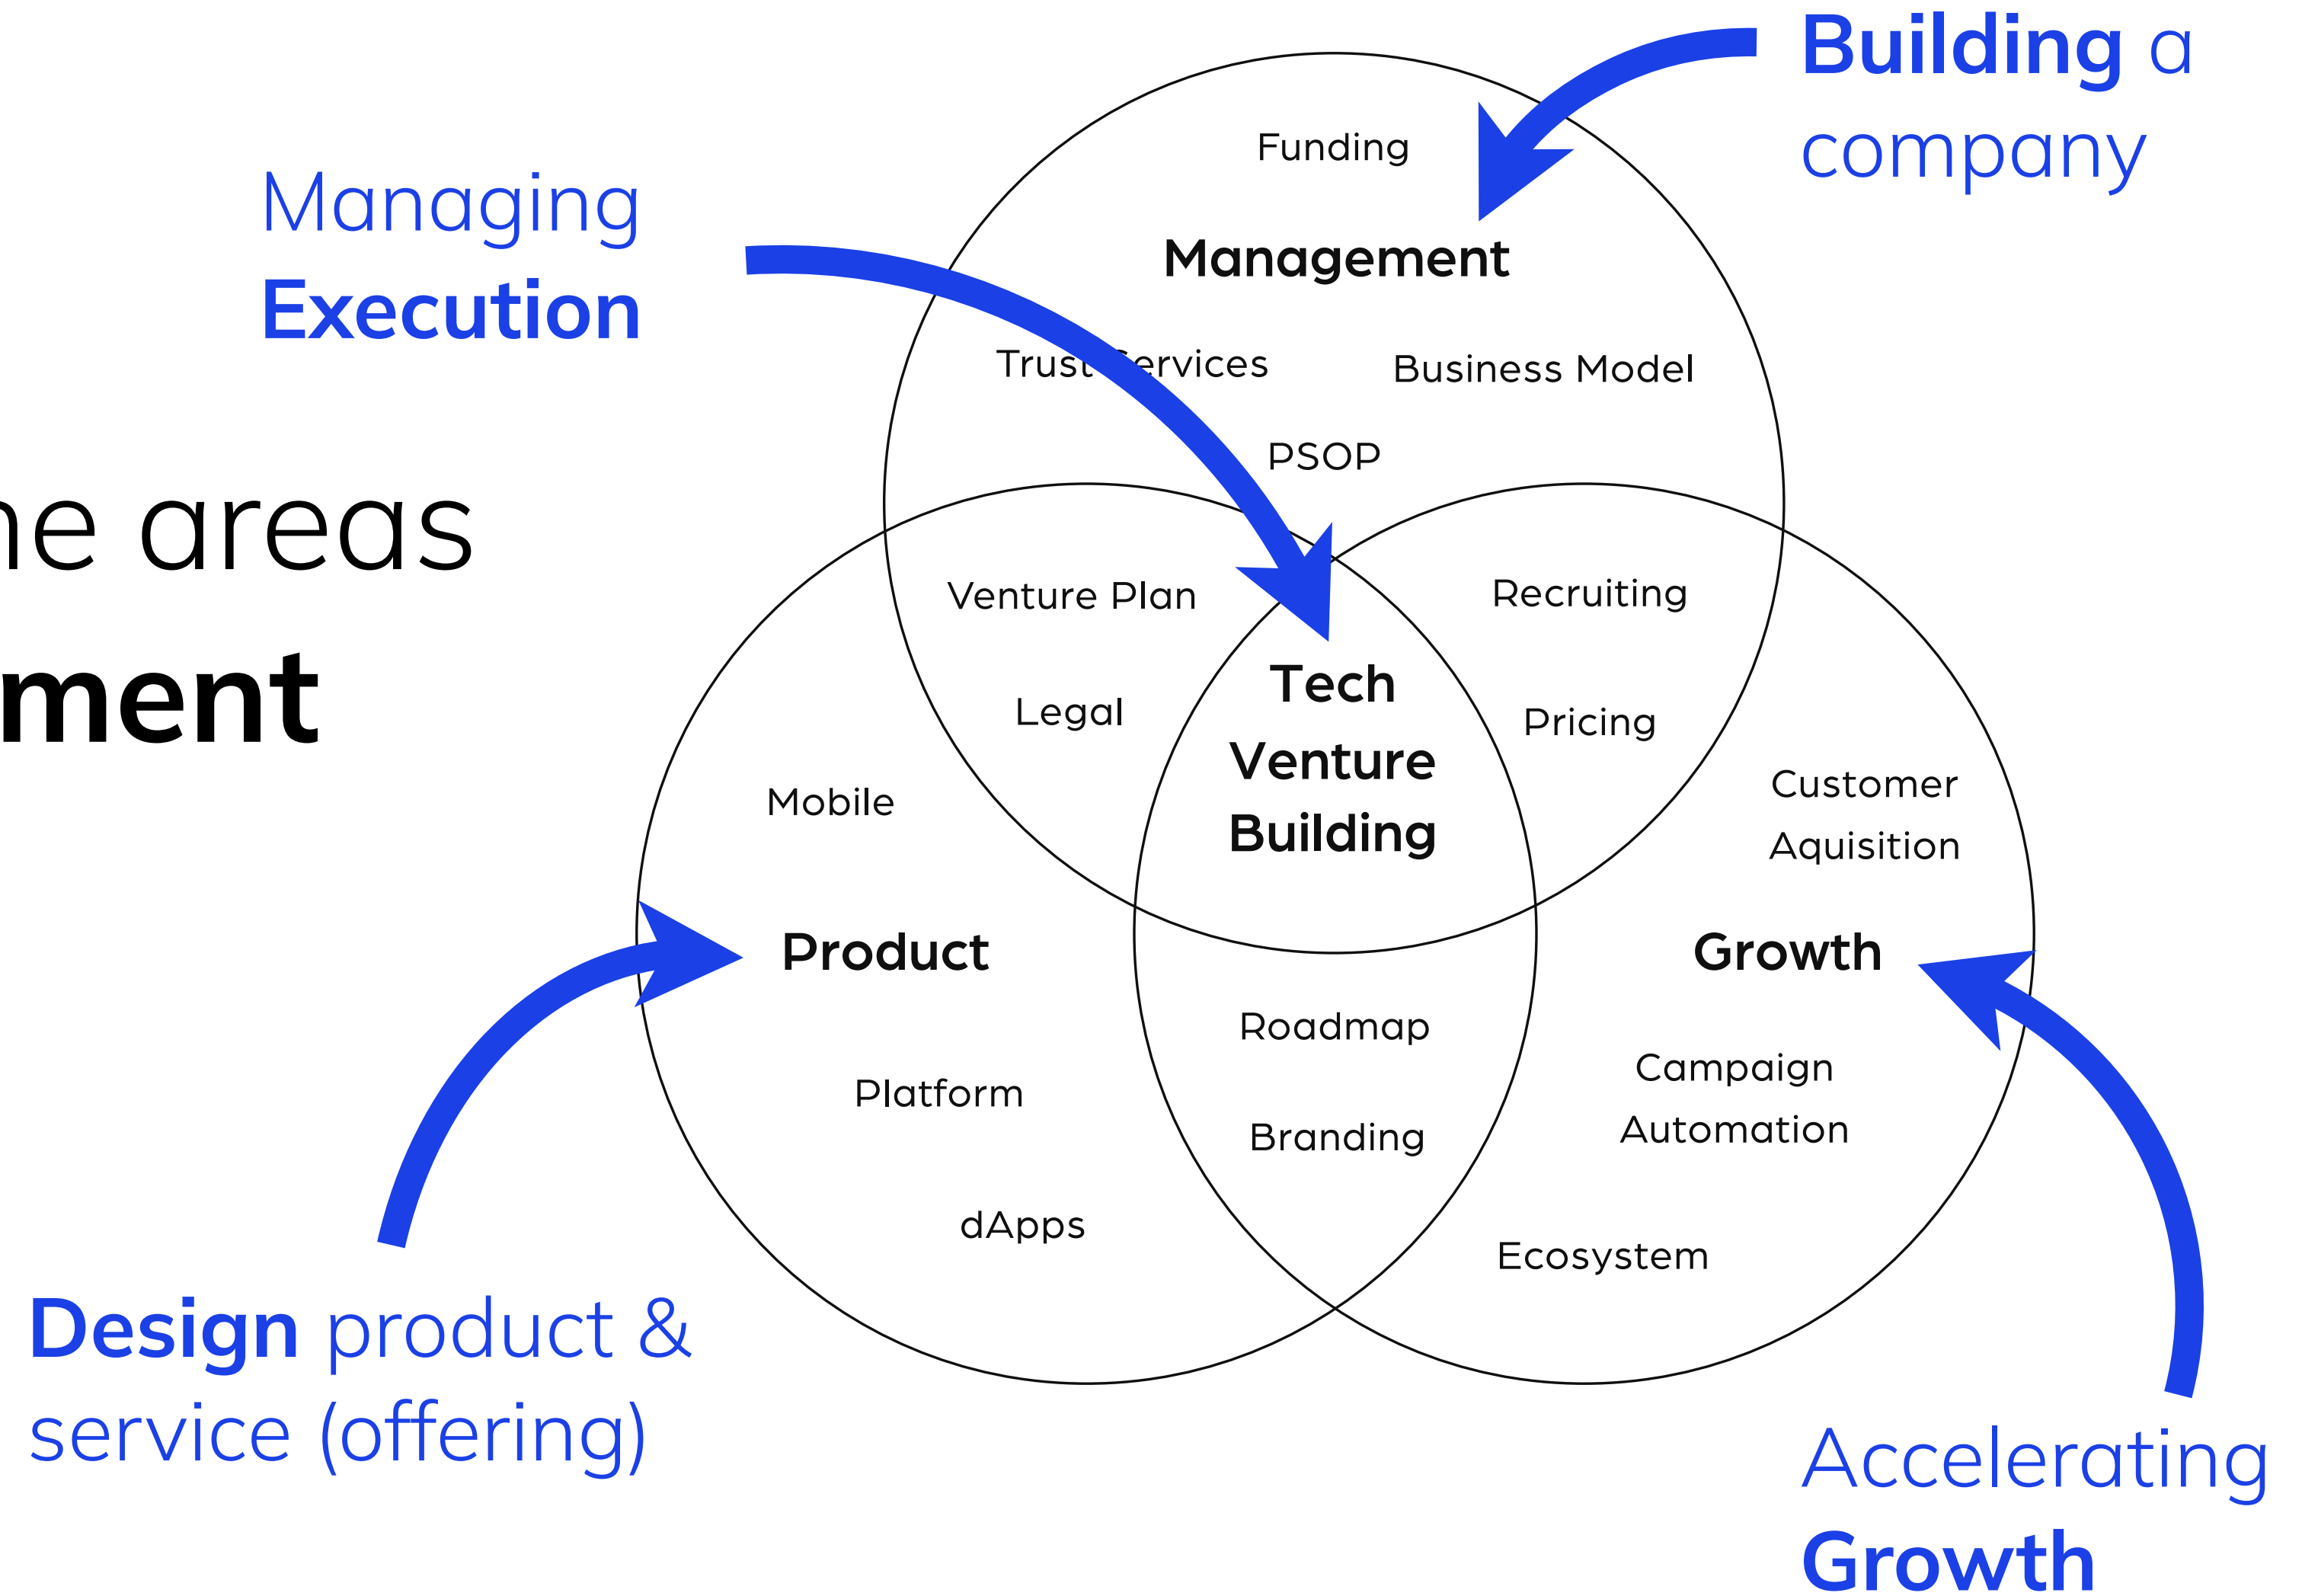 Building a
company
Managing
Execution
ne areas
ment
Funding
Management
Trust Services
Business Model
PSOP
Venture Plan
Legal
Recruiting
Pricing
Tech
Venture
Building
Mobile
Product
Platform
dApps
Customer
Aquisition
Growth
Roadmap
Branding
Campaign
Automation
Ecosystem
Design product &
service (offering)
Accelerating
Growth